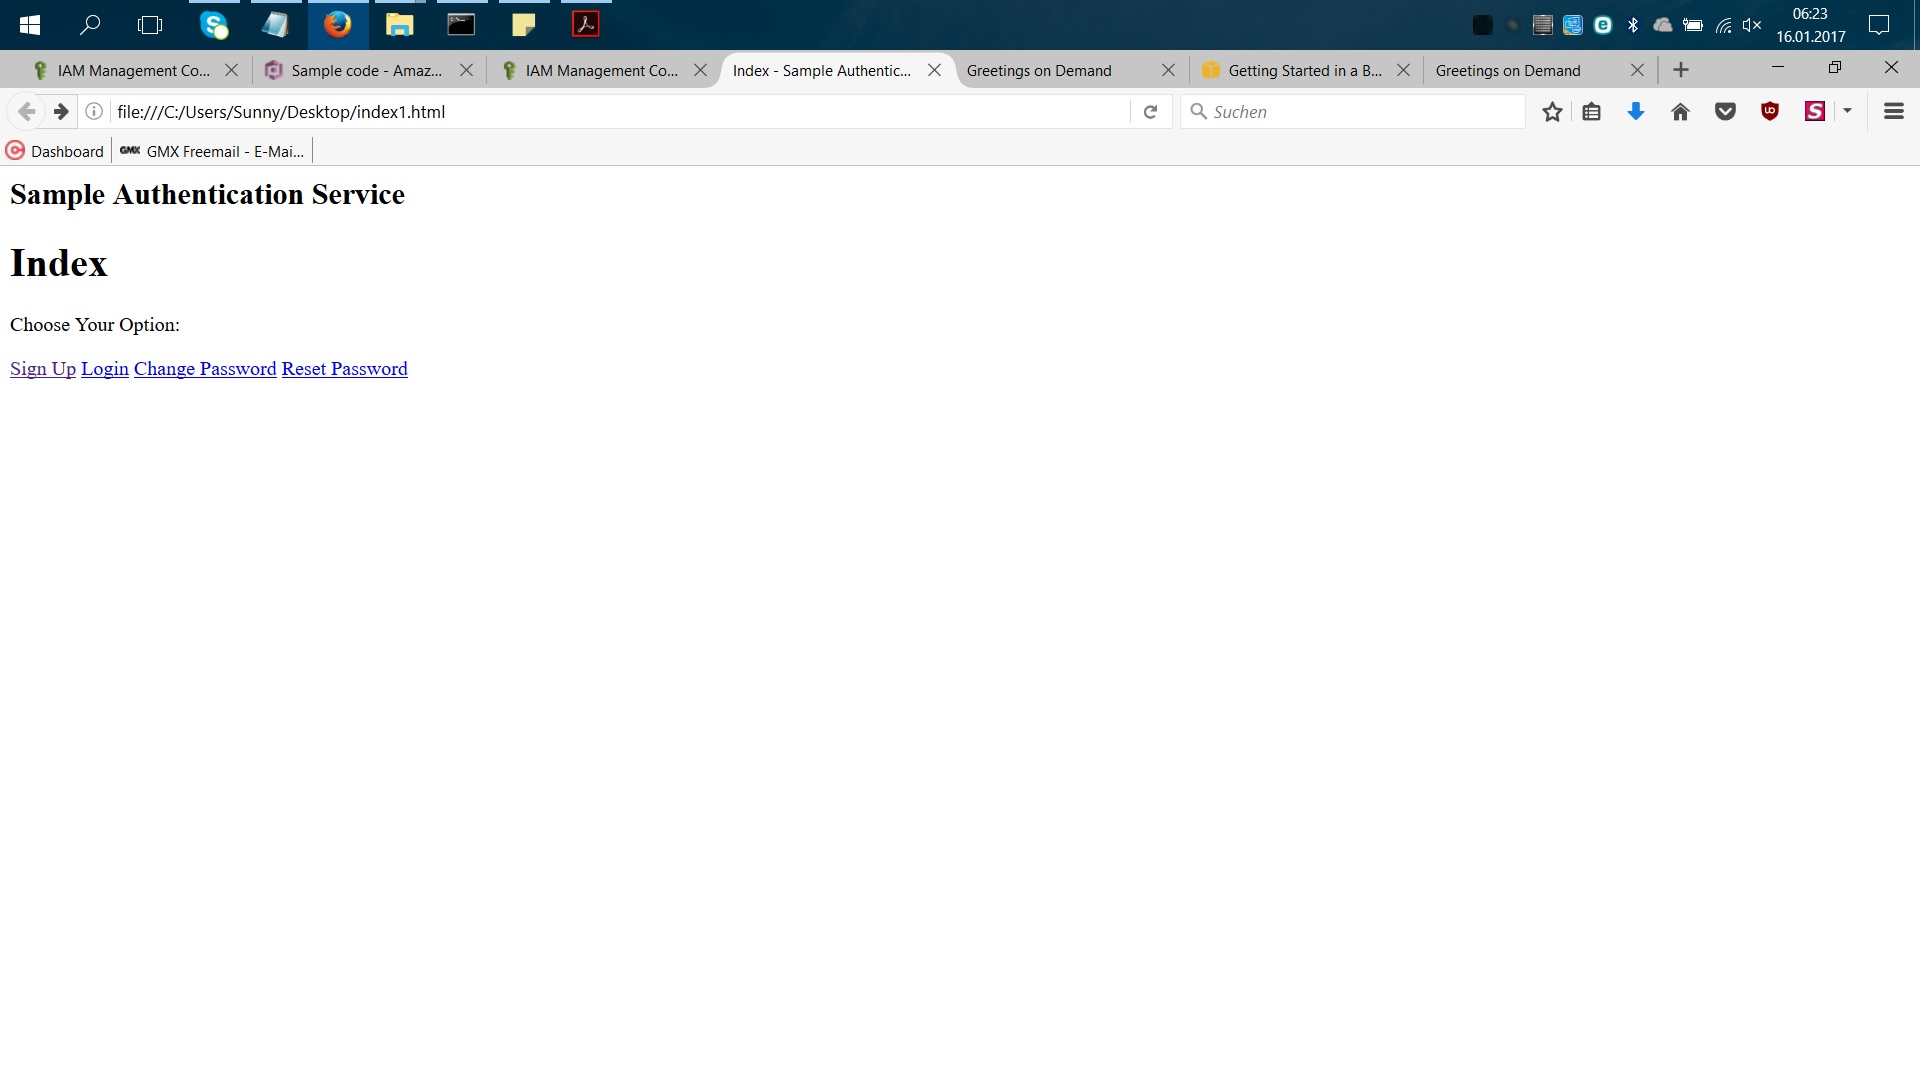 06:23
16.01.2017
IAM Management Co...
Sample code - Amaz...
IAM Management Co...
Index - Sample Authentic...
Greetings on Demand
Getting Started in a B...
Greetings on Demand
file:///C:/Users/Sunny/Desktop/index1.html
Suchen
Dashboard
GMX GMX Freemail - E-Mai...
Sample Authentication Service
Index
Choose Your Option:
Sign Up Login Change Password Reset Password